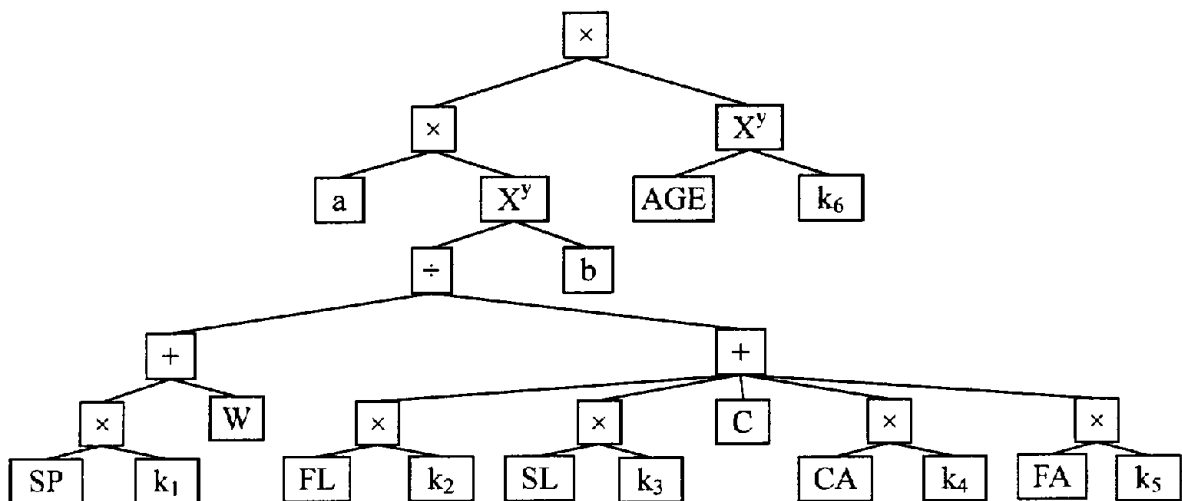 ×
× X^y
a X^y AGE k₆
÷ b
+ +
× W × × C × ×
SP k₁ FL k₂ SL k₃ CA k₄ FA k₅